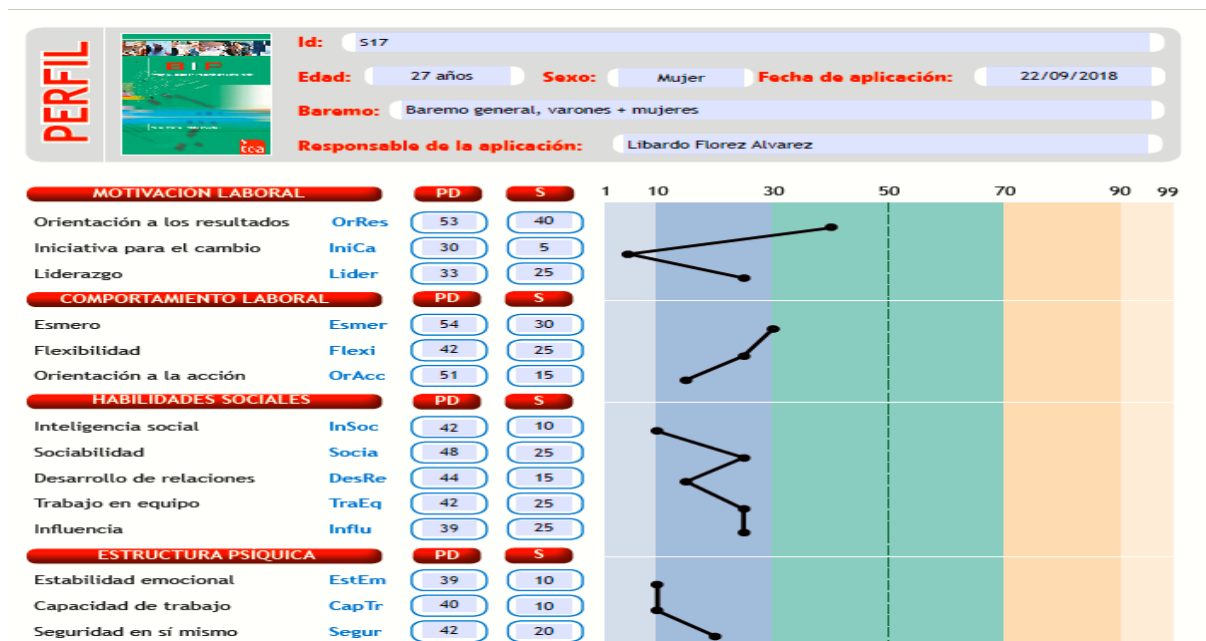 PERFIL
BIP
tea
Id: S17
Edad: 27 años Sexo: Mujer Fecha de aplicación: 22/09/2018
Baremo: Baremo general, varones + mujeres
Responsable de la aplicación: Libardo Florez Alvarez
MOTIVACIÓN LABORAL PD S 1 10 30 50 70 90 99
Orientación a los resultados OrRes 53 40
Iniciativa para el cambio IniCa 30 5
Liderazgo Lider 33 25
COMPORTAMIENTO LABORAL PD S
Esmero Esmer 54 30
Flexibilidad Flexi 42 25
Orientación a la acción OrAcc 51 15
HABILIDADES SOCIALES PD S
Inteligencia social InSoc 42 10
Sociabilidad Socia 48 25
Desarrollo de relaciones DesRe 44 15
Trabajo en equipo TraEq 42 25
Influencia Influ 39 25
ESTRUCTURA PSÍQUICA PD S
Estabilidad emocional EstEm 39 10
Capacidad de trabajo CapTr 40 10
Seguridad en sí mismo Segur 42 20